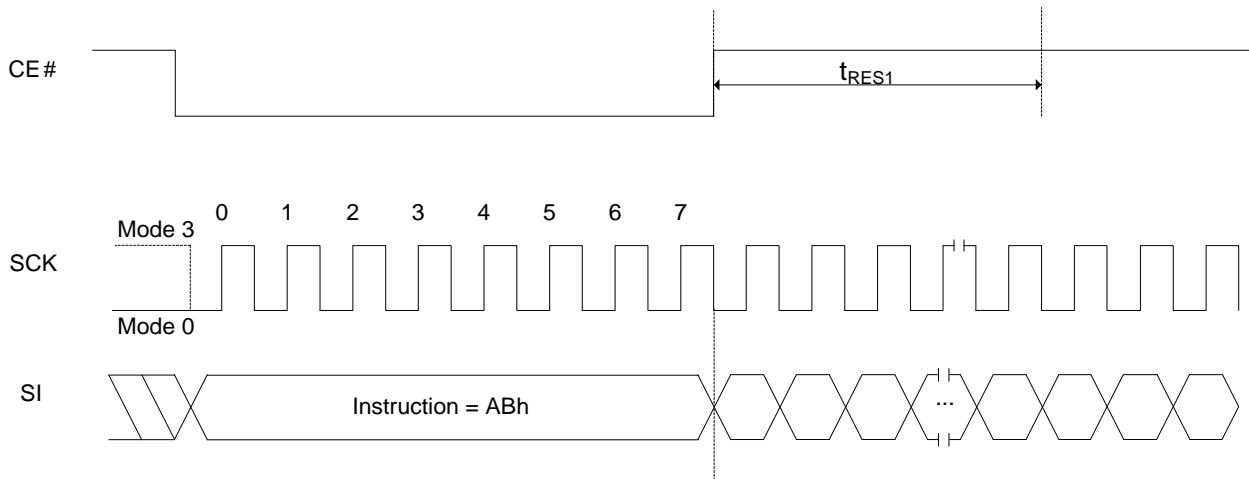 CE#
tRES1
0 1 2 3 4 5 6 7
Mode 3
SCK
Mode 0
SI
Instruction = ABh
...